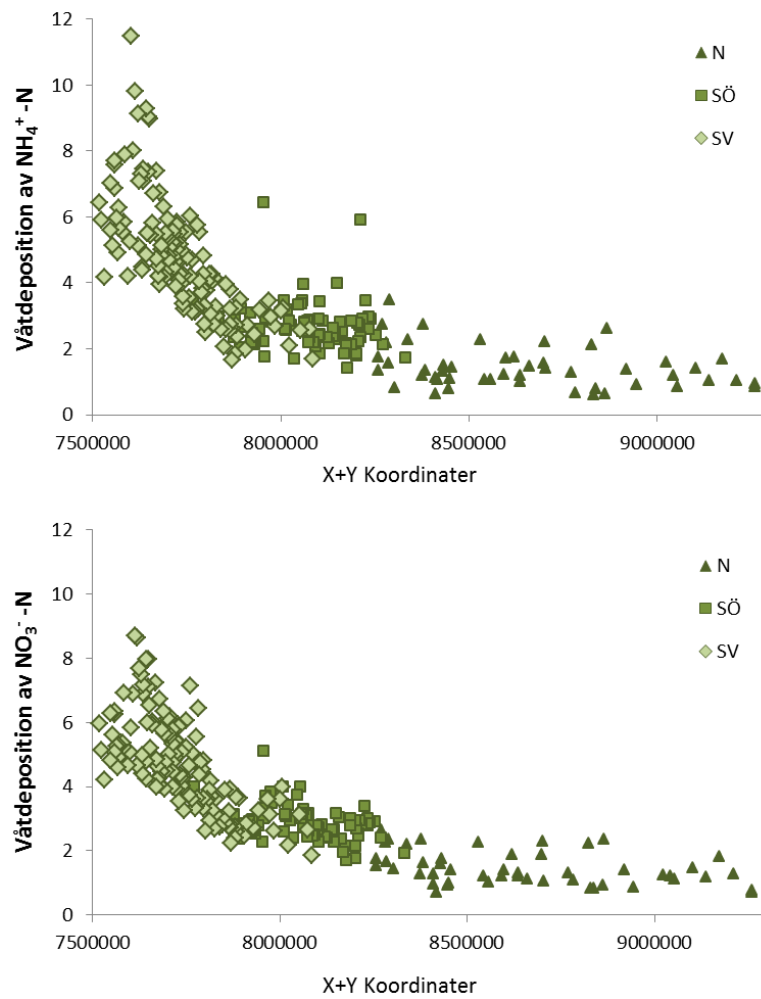 12
10
8
6
4
2
0
Våtdeposition av NH₄⁺ -N
N
SÖ
SV
7500000 8000000 8500000 9000000
X+Y Koordinater
12
10
8
6
4
2
0
Våtdeposition av NO₃⁻ -N
N
SÖ
SV
7500000 8000000 8500000 9000000
X+Y Koordinater